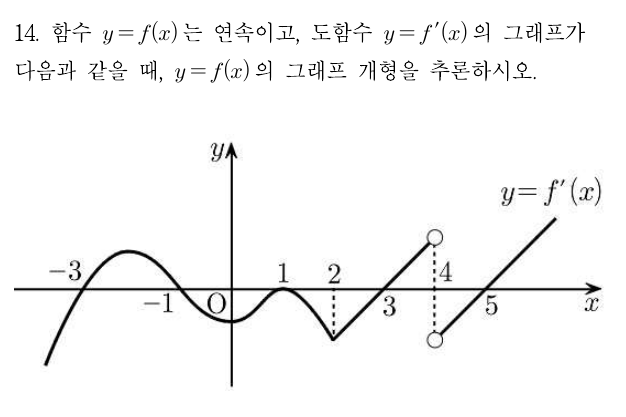 14. 함수 y=f(x)는 연속이고, 도함수 y=f′(x)의 그래프가
다음과 같을 때, y=f(x)의 그래프 개형을 추론하시오.
y
y=f′(x)
−3 1 2 4
−1 O 3 5 x